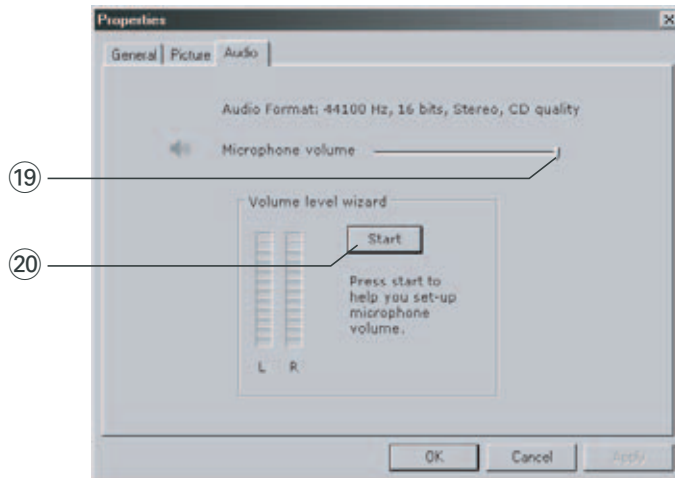 Properties
General Picture Audio
Audio Format: 44100 Hz, 16 bits, Stereo, CD quality
Microphone volume
19
Volume level wizard
Start
20
Press start to
help you set-up
microphone
volume.
L R
OK Cancel Apply